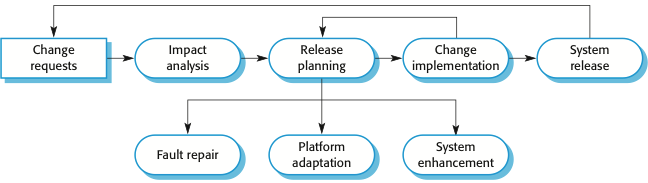 Change
requests
Impact
analysis
Release
planning
Change
implementation
System
release
Fault repair
Platform
adaptation
System
enhancement